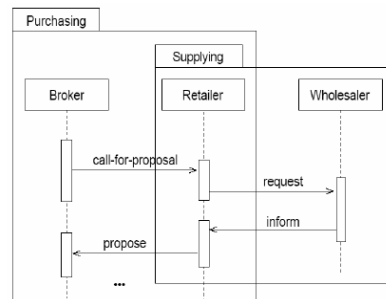 Purchasing
Supplying
Broker
Retailer
Wholesaler
call-for-proposal
request
inform
propose
...